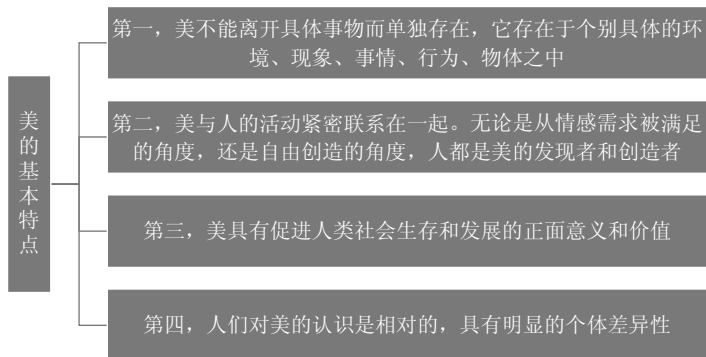 美的基本特点
第一，美不能离开具体事物而单独存在，它存在于个别具体的环
境、现象、事情、行为、物体之中
第二，美与人的活动紧密联系在一起。无论是从情感需求被满足
的角度，还是自由创造的角度，人都是美的发现者和创造者
第三，美具有促进人类社会生存和发展的正面意义和价值
第四，人们对美的认识是相对的，具有明显的个体差异性